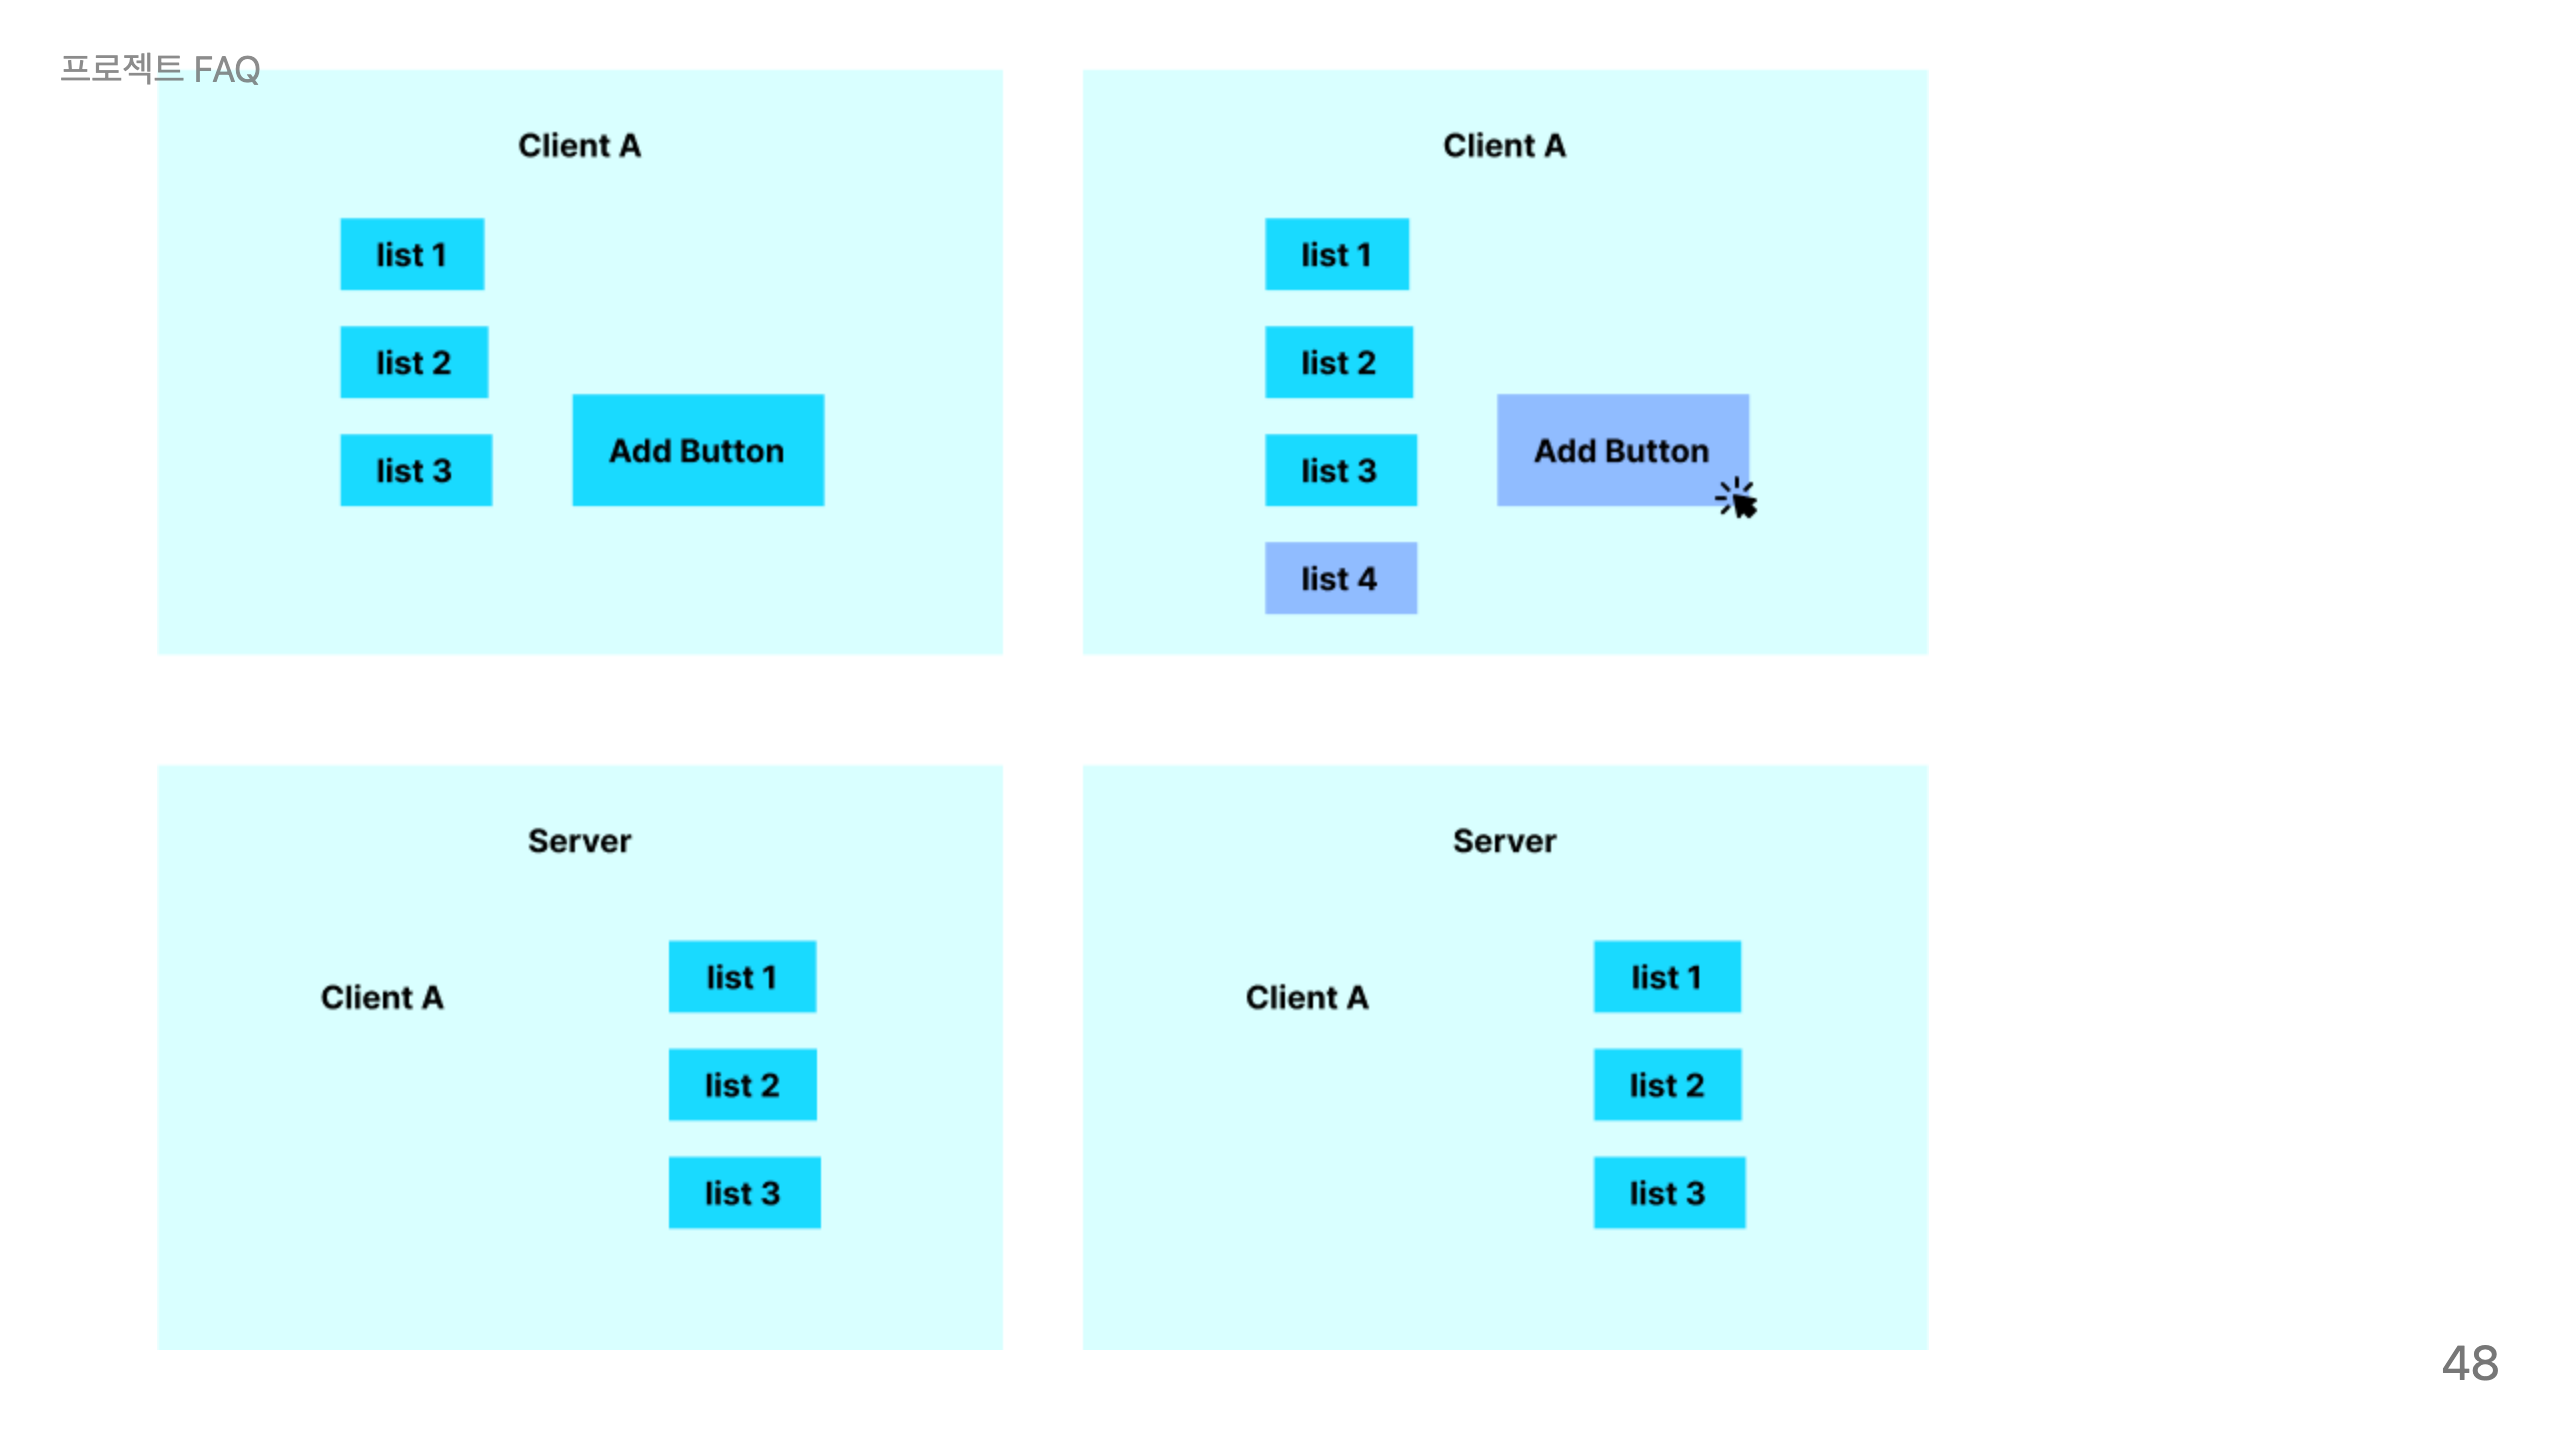 프로젝트 FAQ
Client A
list 1
list 2
list 3
Add Button
Client A
list 1
list 2
list 3
Add Button
list 4
Server
Client A
list 1
list 2
list 3
Server
Client A
list 1
list 2
list 3
48